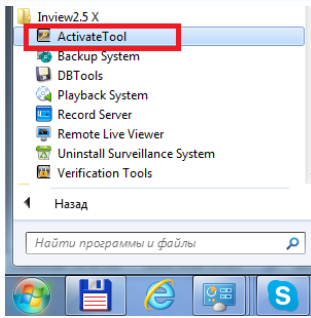 Inview2.5 X
ActivateTool
Backup System
DBTools
Playback System
Record Server
Remote Live Viewer
Uninstall Surveillance System
Verification Tools
Назад
Найти программы и файлы